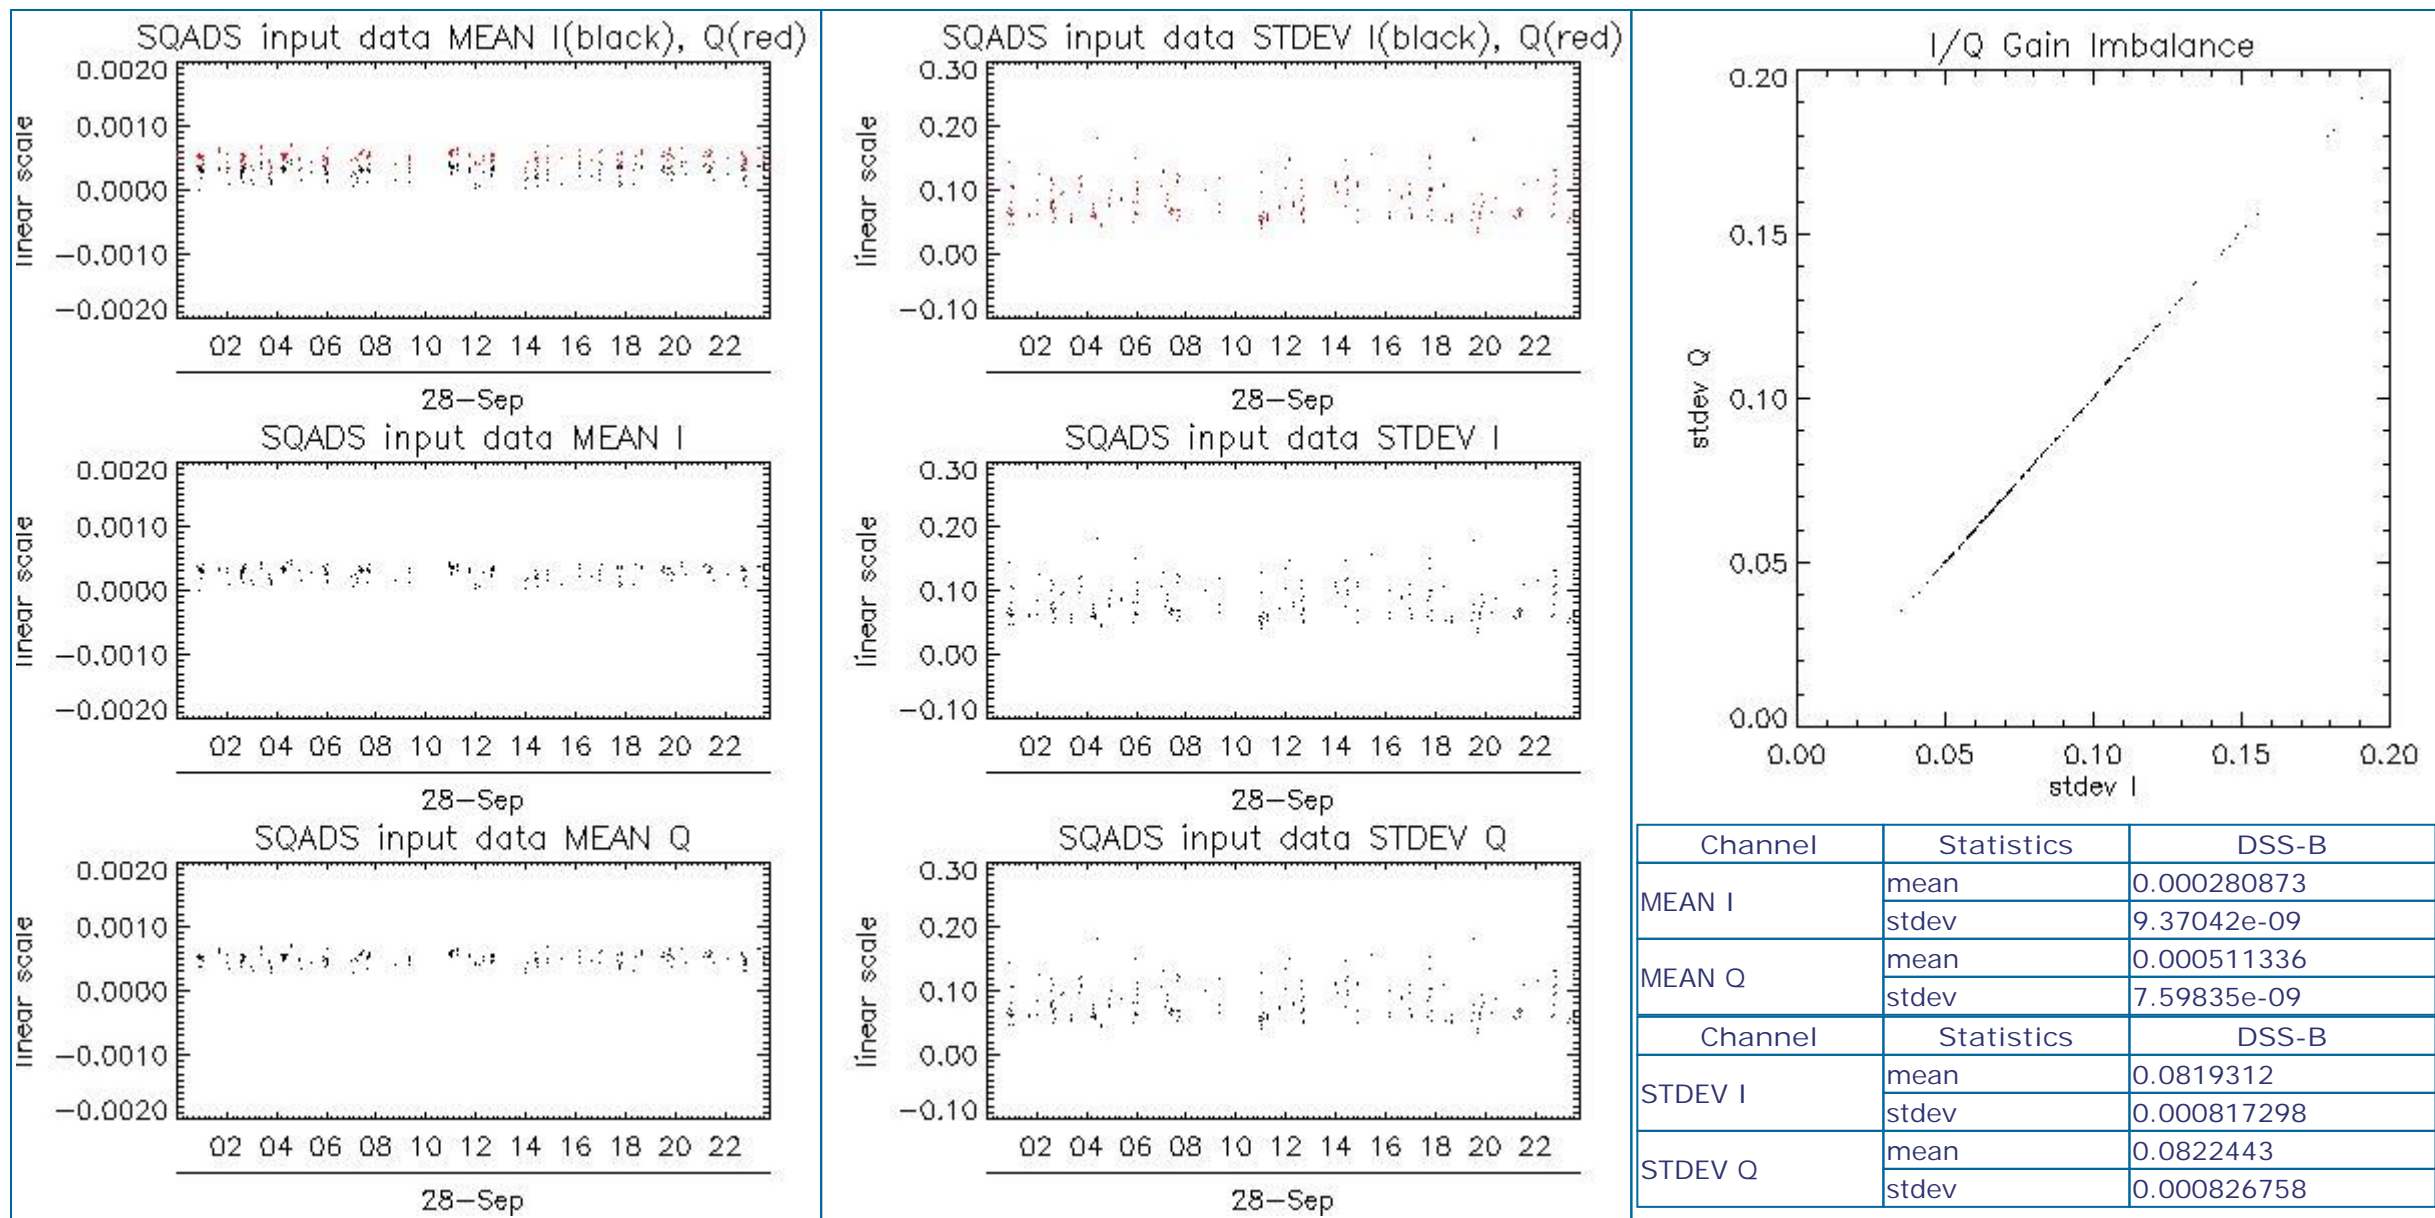 SQADS input data MEAN I(black), Q(red)
linear scale
0.0020
0.0010
0.0000
-0.0010
-0.0020
02 04 06 08 10 12 14 16 18 20 22
28-Sep
SQADS input data MEAN I
linear scale
0.0020
0.0010
0.0000
-0.0010
-0.0020
02 04 06 08 10 12 14 16 18 20 22
28-Sep
SQADS input data MEAN Q
linear scale
0.0020
0.0010
0.0000
-0.0010
-0.0020
02 04 06 08 10 12 14 16 18 20 22
28-Sep
SQADS input data STDEV I(black), Q(red)
linear scale
0.30
0.20
0.10
0.00
-0.10
02 04 06 08 10 12 14 16 18 20 22
28-Sep
SQADS input data STDEV I
linear scale
0.30
0.20
0.10
0.00
-0.10
02 04 06 08 10 12 14 16 18 20 22
28-Sep
SQADS input data STDEV Q
linear scale
0.30
0.20
0.10
0.00
-0.10
02 04 06 08 10 12 14 16 18 20 22
28-Sep
I/Q Gain Imbalance
stdev Q
0.20
0.15
0.10
0.05
0.00
0.00 0.05 0.10 0.15 0.20
stdev I
Channel Statistics DSS-B
MEAN I mean 0.000280873
stdev 9.37042e-09
MEAN Q mean 0.000511336
stdev 7.59835e-09
Channel Statistics DSS-B
STDEV I mean 0.0819312
stdev 0.000817298
STDEV Q mean 0.0822443
stdev 0.000826758